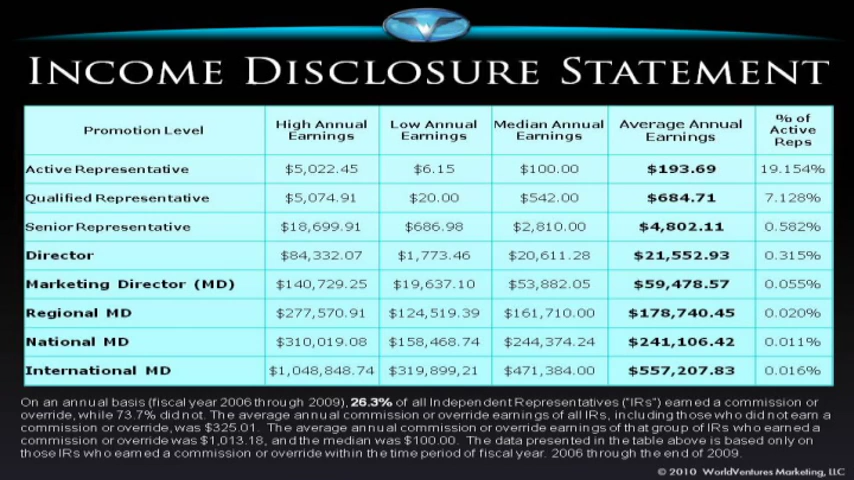 INCOME DISCLOSURE STATEMENT
Promotion Level High Annual Earnings Low Annual Earnings Median Annual Earnings Average Annual Earnings % of Active Reps
Active Representative $5,022.45 $6.15 $100.00 $193.69 19.154%
Qualified Representative $5,074.91 $20.00 $542.00 $684.71 7.128%
Senior Representative $18,699.91 $686.98 $2,810.00 $4,802.11 0.582%
Director $84,332.07 $1,773.46 $20,611.28 $21,552.93 0.315%
Marketing Director (MD) $140,729.25 $19,637.10 $53,882.05 $59,478.57 0.055%
Regional MD $277,570.91 $124,519.39 $161,710.00 $178,740.45 0.020%
National MD $310,019.08 $158,468.74 $244,374.24 $241,106.42 0.011%
International MD $1,048,848.74 $319,899,21 $471,384.00 $557,207.83 0.016%
On an annual basis (fiscal year 2006 through 2009), 26.3% of all Independent Representatives ("IRs") earned a commission or
override, while 73.7% did not. The average annual commission or override earnings of all IRs, including those who did not earn a
commission or override, was $325.01. The average annual commission or override earnings of that group of IRs who earned a
commission or override was $1,013.18, and the median was $100.00. The data presented in the table above is based only on
those IRs who earned a commission or override within the time period of fiscal year. 2006 through the end of 2009.
© 2010 WorldVentures Marketing, LLC